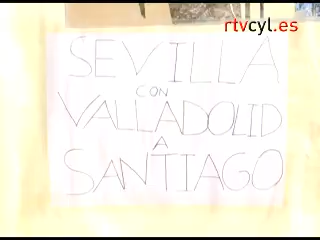 rtvcyl.es
SEVILLA
CON
VALLADOLID
A
SANTIAGO